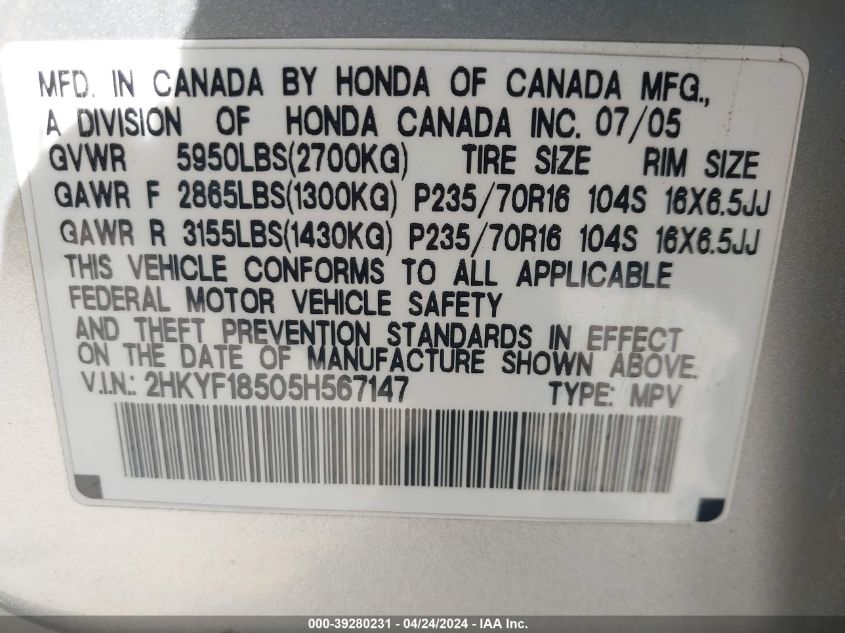 MFD. IN CANADA BY HONDA OF CANADA MFG.,
A DIVISION OF HONDA CANADA INC. 07/05
GVWR 5950LBS(2700KG) TIRE SIZE RIM SIZE
GAWR F 2865LBS(1300KG) P235/70R16 104S 16X6.5JJ
GAWR R 3155LBS(1430KG) P235/70R16 104S 16X6.5JJ
THIS VEHICLE CONFORMS TO ALL APPLICABLE
FEDERAL MOTOR VEHICLE SAFETY
AND THEFT PREVENTION STANDARDS IN EFFECT
ON THE DATE OF MANUFACTURE SHOWN ABOVE.
V.I.N.: 2HKYF18505H567147 TYPE: MPV
000-39280231 - 04/24/2024 - IAA Inc.